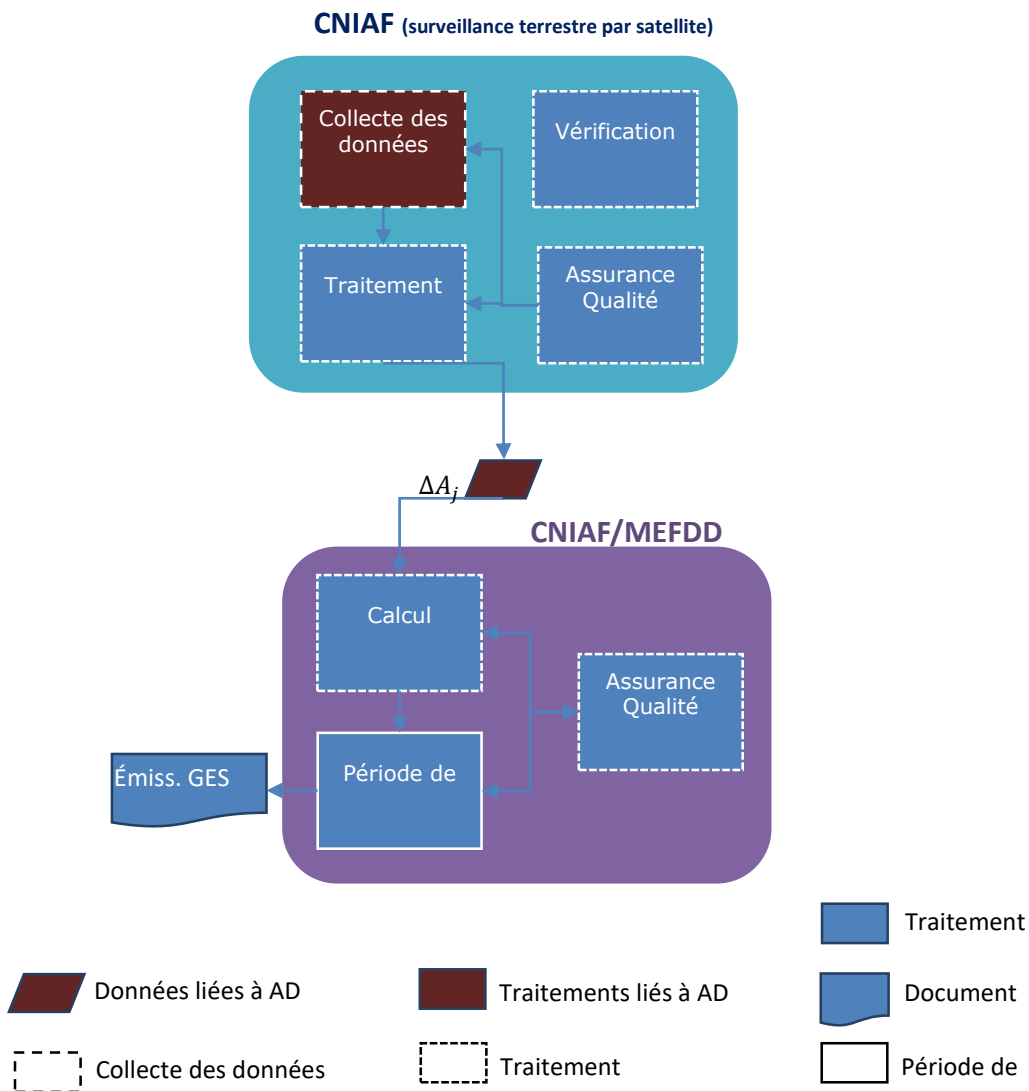 CNIAF (surveillance terrestre par satellite)
Collecte des
données
Vérification
Traitement
Assurance
Qualité
ΔA_j
CNIAF/MEFDD
Calcul
Assurance
Qualité
Période de
Émiss. GES
Traitement
Données liées à AD
Traitements liés à AD
Document
Collecte des données
Traitement
Période de